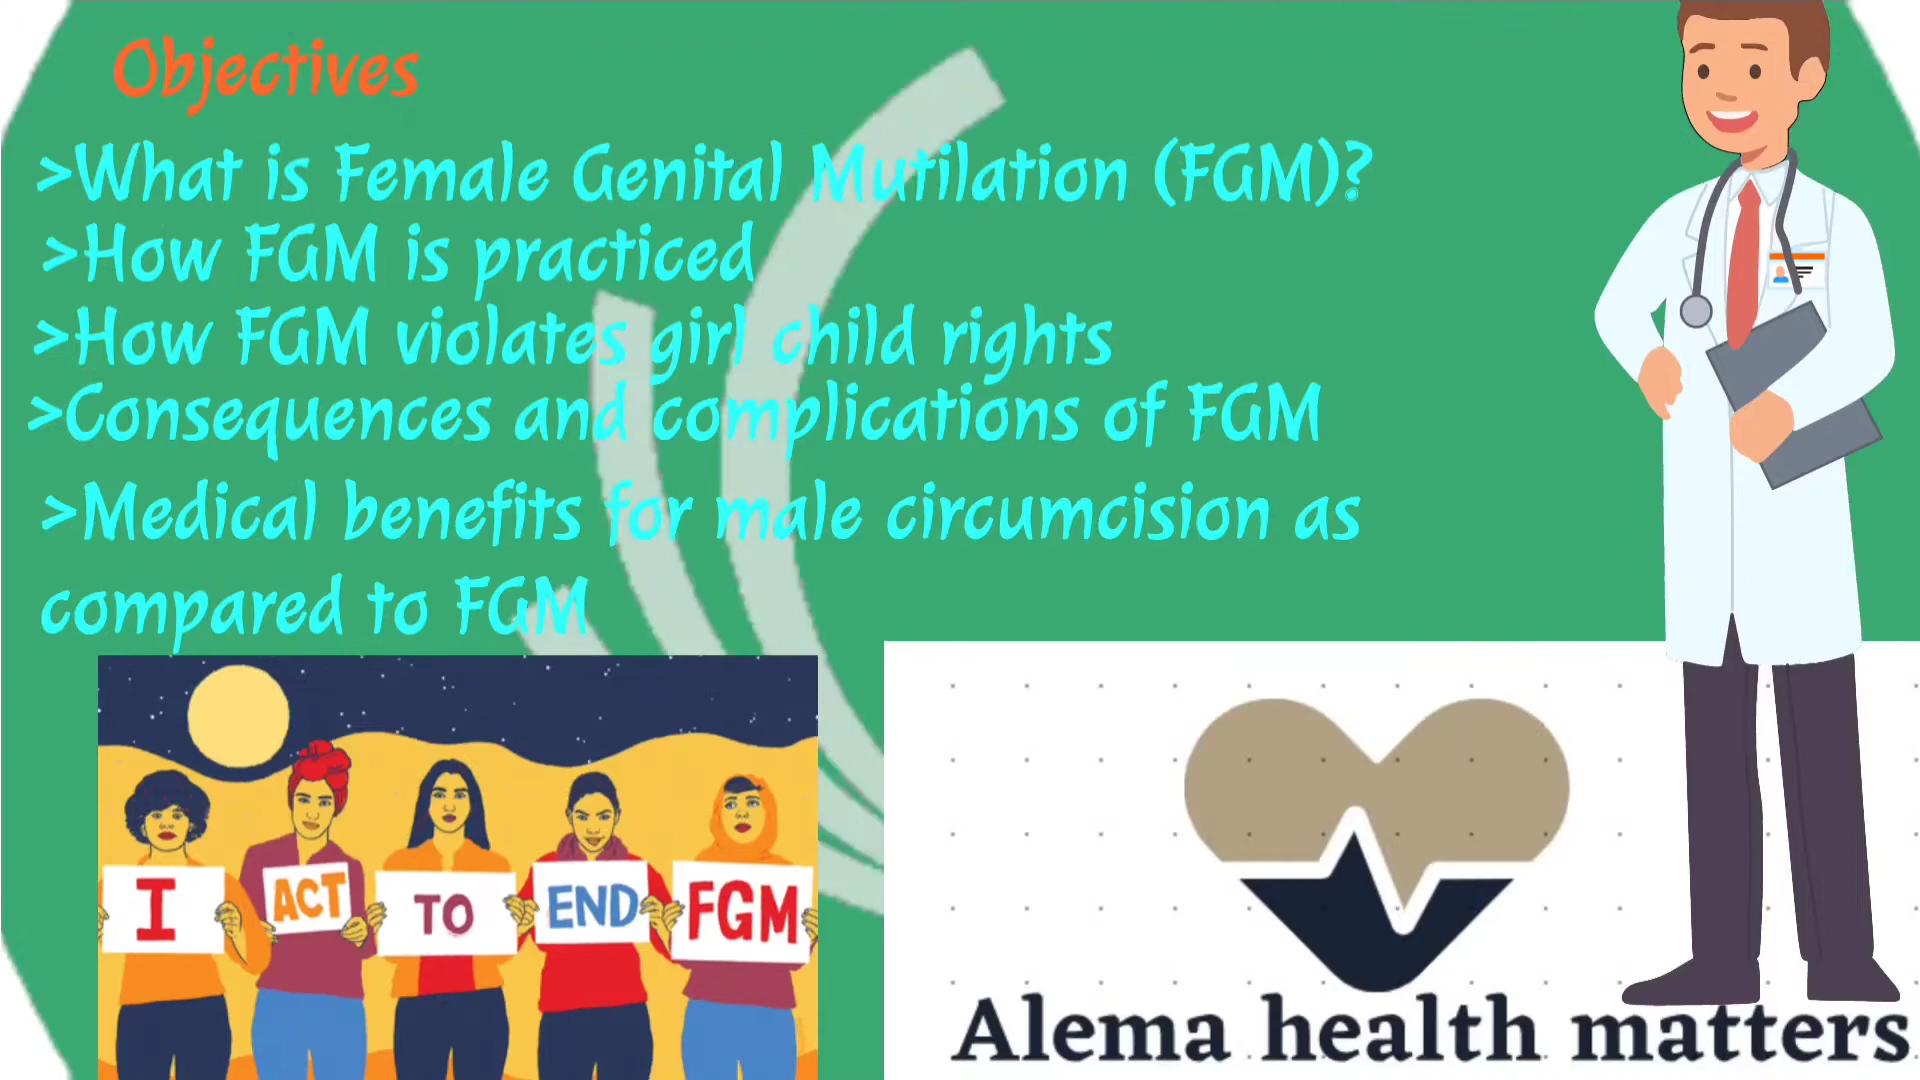 Objectives
>What is Female Genital Mutilation (FGM)?
>How FGM is practiced
>How FGM violates girl child rights
>Consequences and complications of FGM
>Medical benefits for male circumcision as
compared to FGM
I ACT TO END FGM
Alema health matters